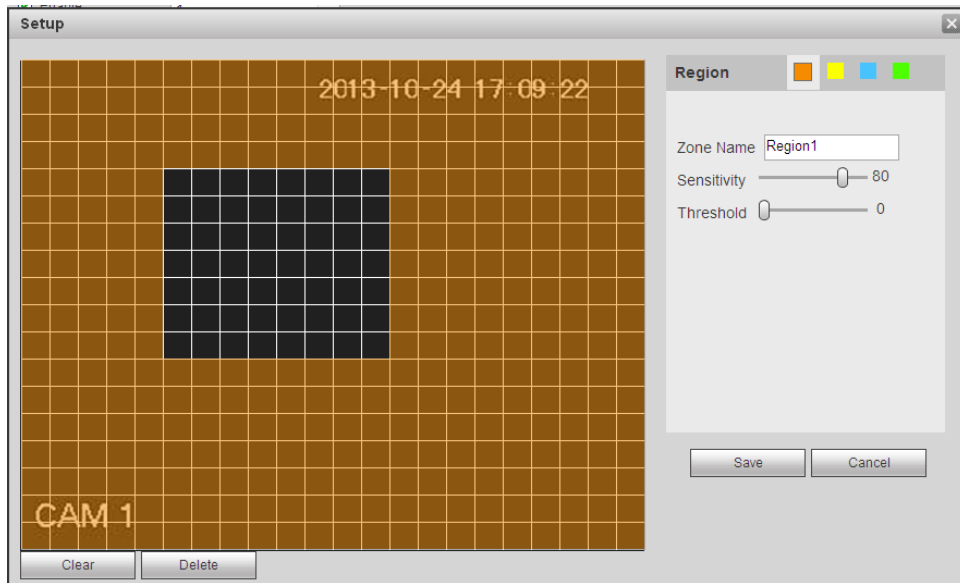 Enable
Setup
2013-10-24 17:09:22
CAM 1
Clear
Delete
Region
Zone Name
Region1
Sensitivity
80
Threshold
0
Save
Cancel